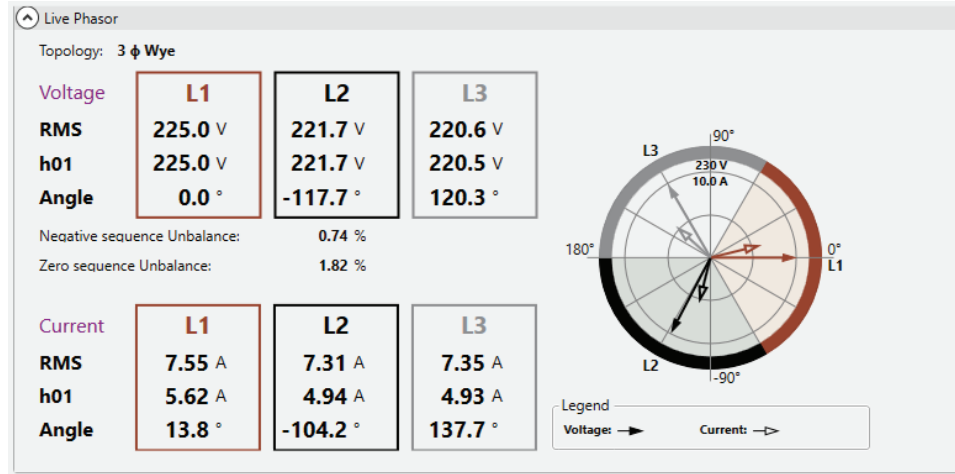 Live Phasor
Topology: 3 ϕ Wye
Voltage L1 L2 L3
RMS 225.0 V 221.7 V 220.6 V
h01 225.0 V 221.7 V 220.5 V
Angle 0.0 ° -117.7 ° 120.3 °
Negative sequence Unbalance: 0.74 %
Zero sequence Unbalance: 1.82 %
Current L1 L2 L3
RMS 7.55 A 7.31 A 7.35 A
h01 5.62 A 4.94 A 4.93 A
Angle 13.8 ° -104.2 ° 137.7 °
90°
L3
230 V
10.0 A
180°
0°
L1
L2
-90°
Legend
Voltage: Current: